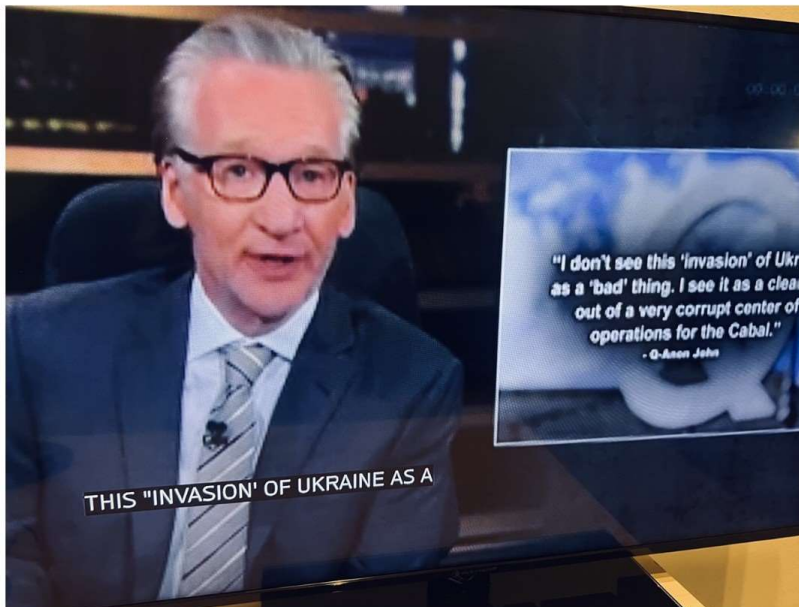 "I don't see this 'invasion' of Ukr
as a 'bad' thing. I see it as a clea
out of a very corrupt center of
operations for the Cabal."
- Q-Anon John
THIS "INVASION' OF UKRAINE AS A